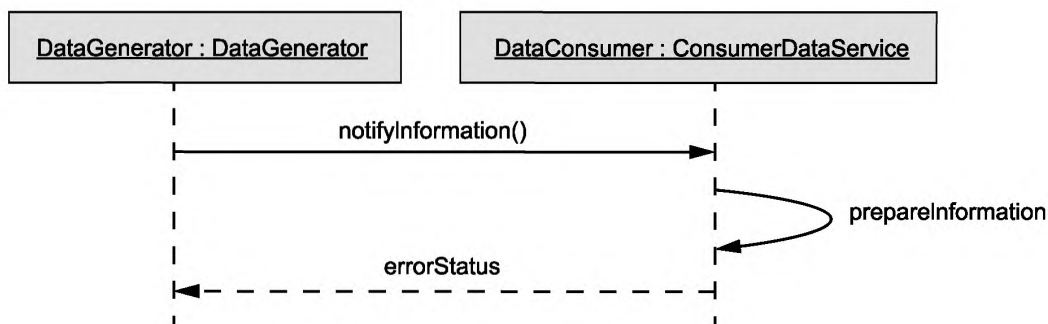 DataGenerator : DataGenerator
DataConsumer : ConsumerDataService
notifyInformation()
prepareInformation
errorStatus